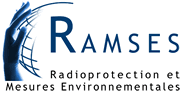 RAMSES
Radioprotection et
Mesures Environnementales